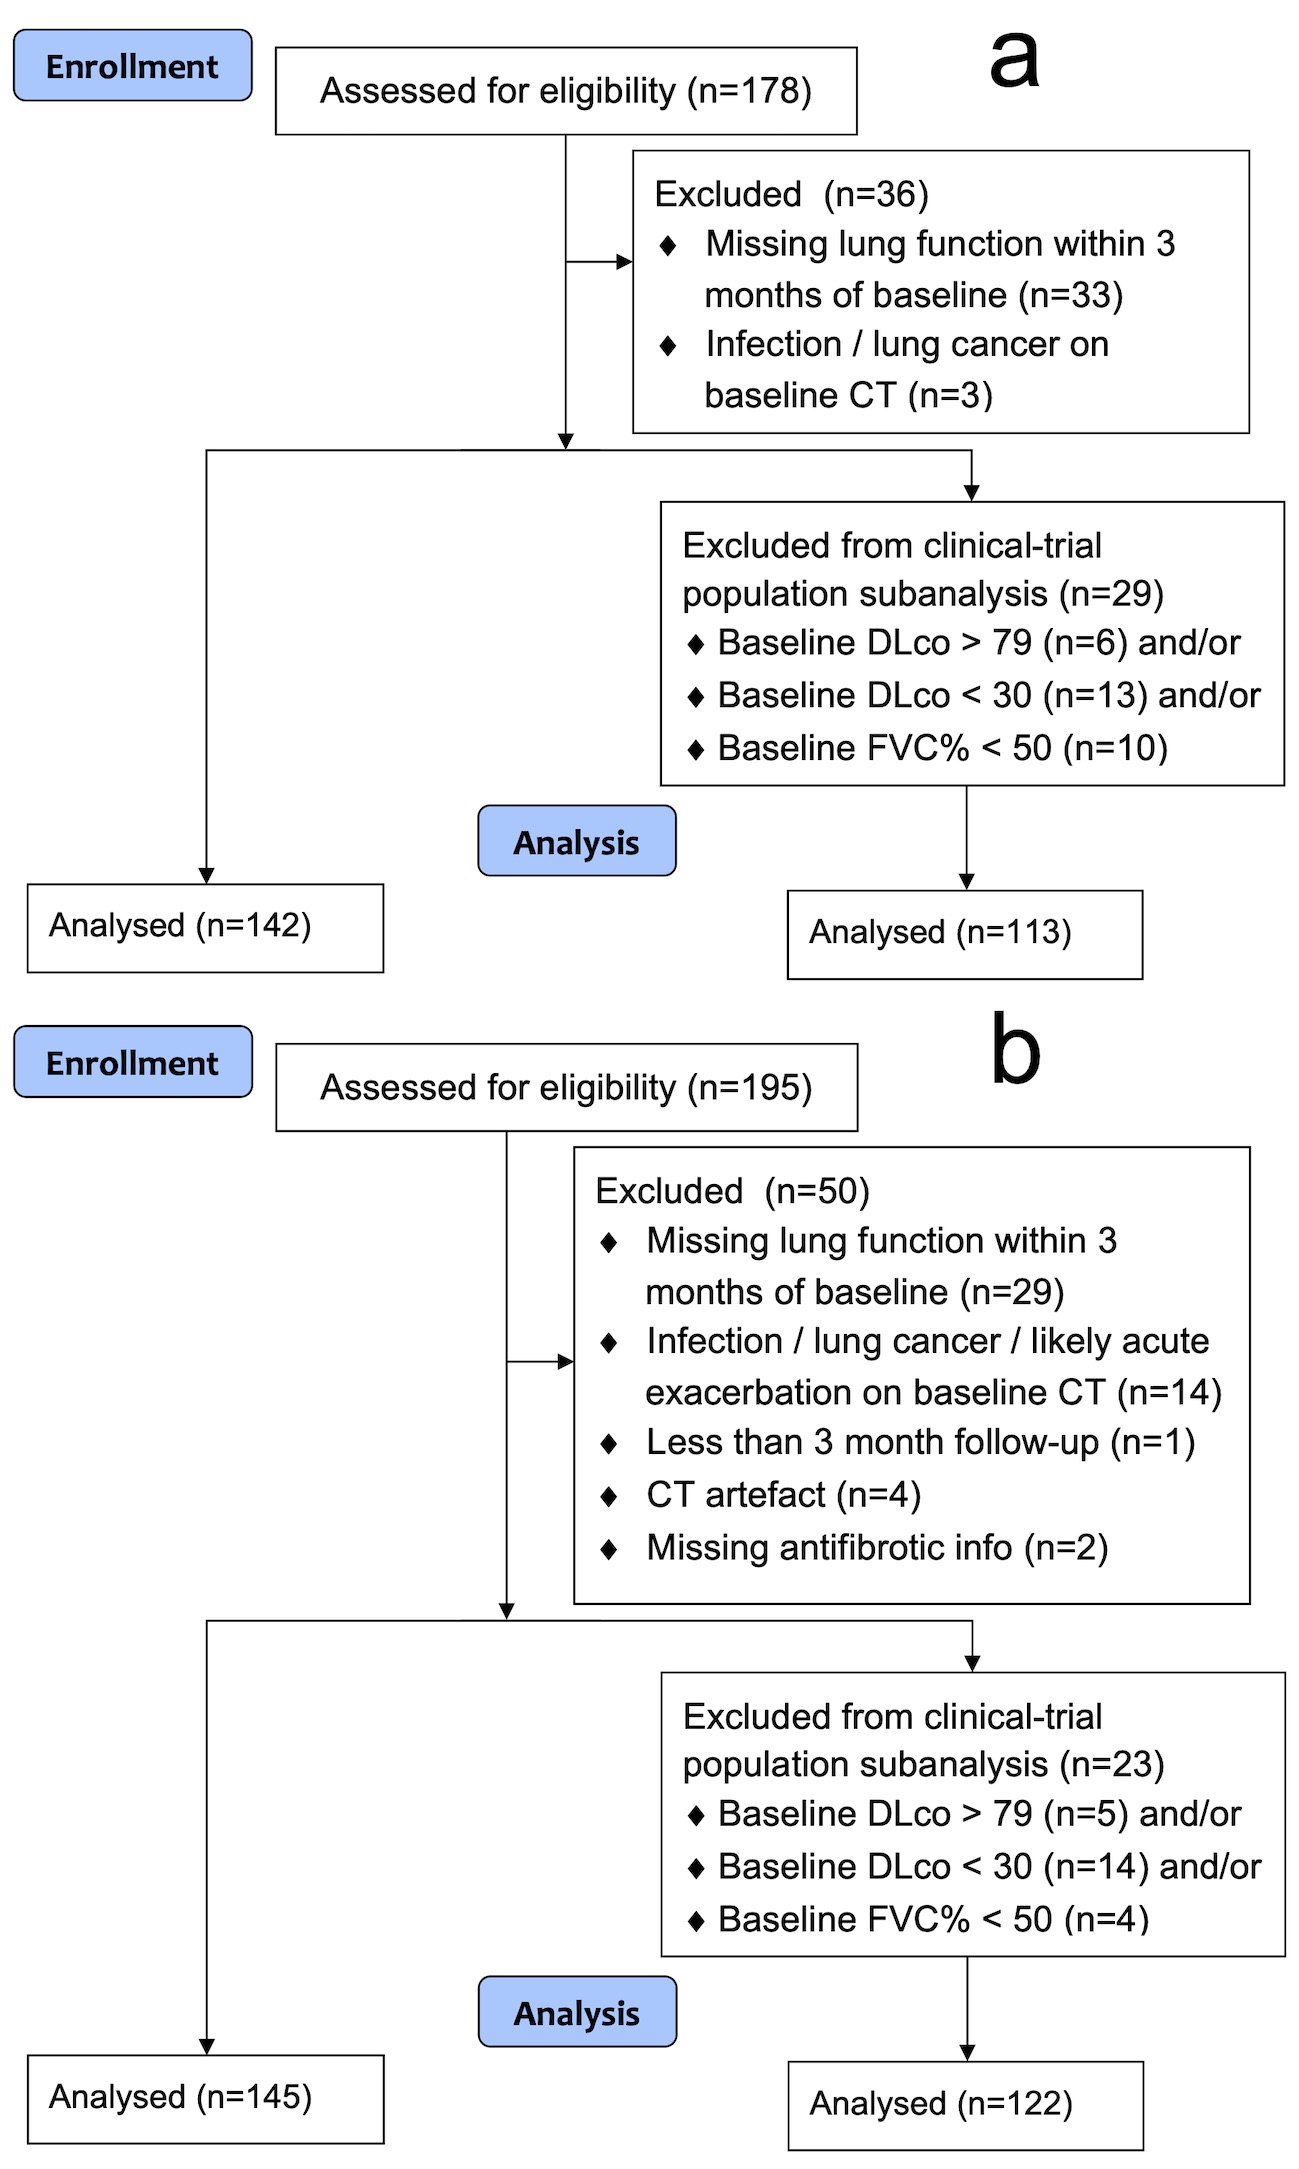 Enrollment
a
Assessed for eligibility (n=178)
Excluded  (n=36)
♦ Missing lung function within 3
months of baseline (n=33)
♦ Infection / lung cancer on
baseline CT (n=3)
Excluded from clinical-trial
population subanalysis (n=29)
♦ Baseline DLco > 79 (n=6) and/or
♦ Baseline DLco < 30 (n=13) and/or
♦ Baseline FVC% < 50 (n=10)
Analysis
Analysed (n=142)
Analysed (n=113)
Enrollment
b
Assessed for eligibility (n=195)
Excluded  (n=50)
♦ Missing lung function within 3
months of baseline (n=29)
♦ Infection / lung cancer / likely acute
exacerbation on baseline CT (n=14)
♦ Less than 3 month follow-up (n=1)
♦ CT artefact (n=4)
♦ Missing antifibrotic info (n=2)
Excluded from clinical-trial
population subanalysis (n=23)
♦ Baseline DLco > 79 (n=5) and/or
♦ Baseline DLco < 30 (n=14) and/or
♦ Baseline FVC% < 50 (n=4)
Analysis
Analysed (n=145)
Analysed (n=122)